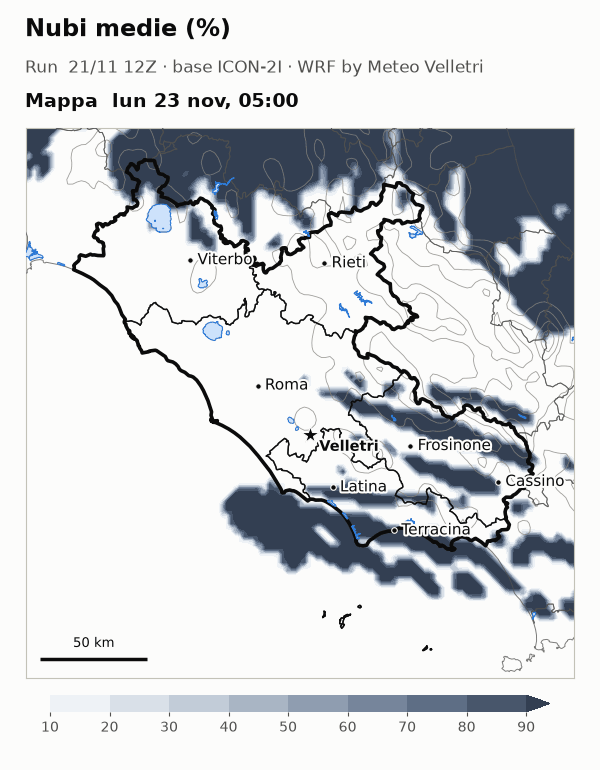 Nubi medie (%)
Run 21/11 12Z · base ICON-2I · WRF by Meteo Velletri
Mappa lun 23 nov, 05:00
Viterbo
Rieti
Roma
Velletri
Frosinone
Latina
Cassino
Terracina
50 km
10 20 30 40 50 60 70 80 90